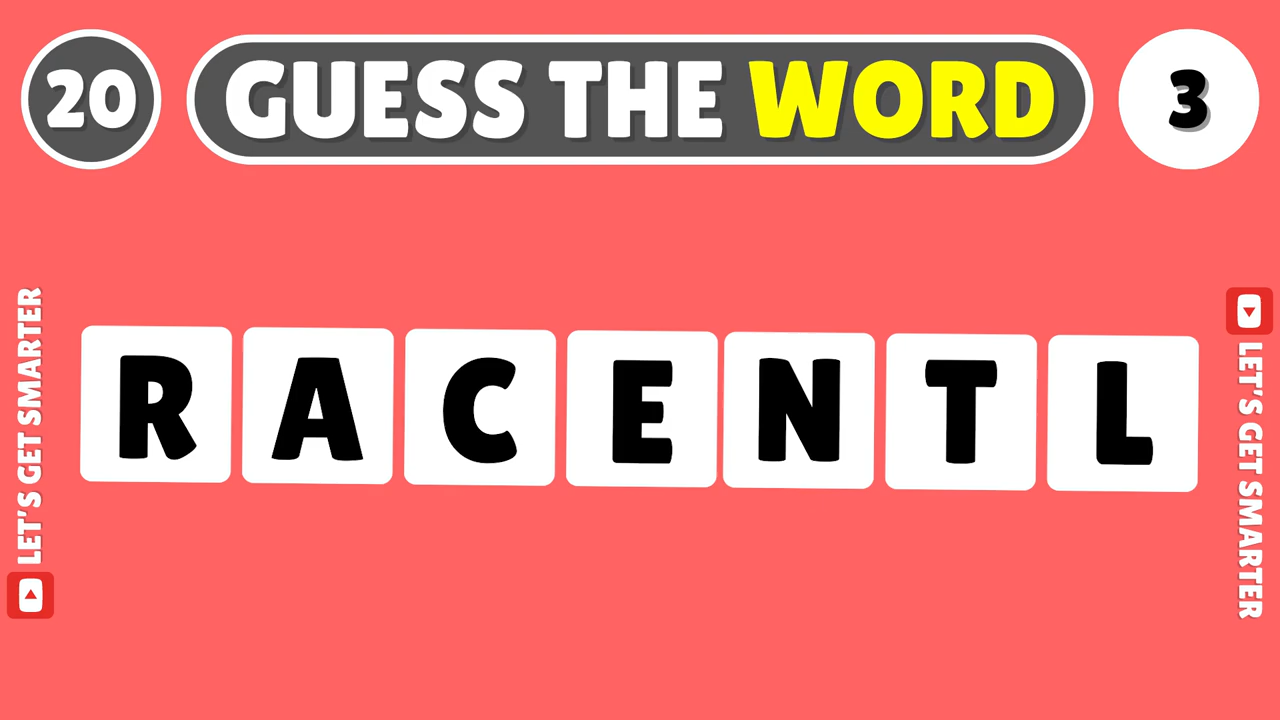 20
GUESS THE WORD
3
LET'S GET SMARTER
R A C E N T L
LET'S GET SMARTER